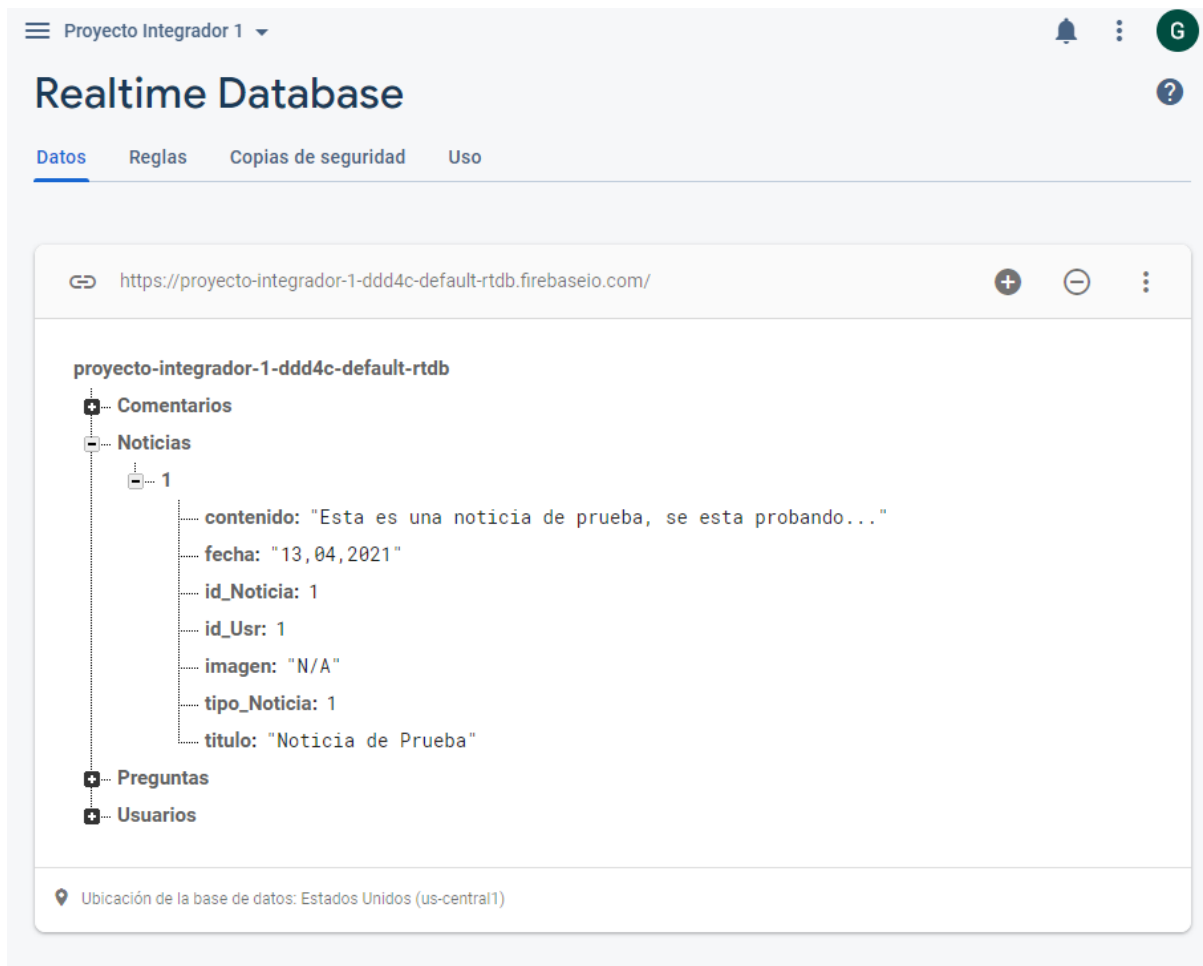 Proyecto Integrador 1
G
Realtime Database
Datos Reglas Copias de seguridad Uso
https://proyecto-integrador-1-ddd4c-default-rtdb.firebaseio.com/
proyecto-integrador-1-ddd4c-default-rtdb
Comentarios
Noticias
1
contenido: "Esta es una noticia de prueba, se esta probando..."
fecha: "13,04,2021"
id_Noticia: 1
id_Usr: 1
imagen: "N/A"
tipo_Noticia: 1
titulo: "Noticia de Prueba"
Preguntas
Usuarios
Ubicación de la base de datos: Estados Unidos (us-central1)